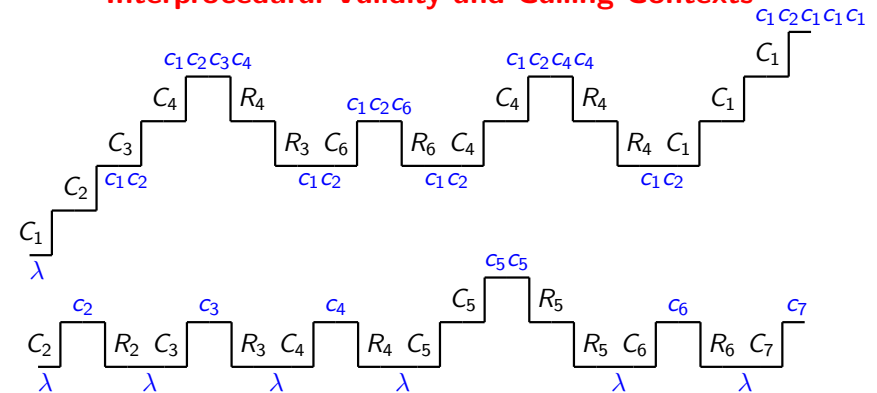 Interprocedural Validity and Calling Contexts
c₁c₂c₁c₁c₁
C₁
c₁c₂c₃c₄ c₁c₂c₄c₄
C₄ R₄ c₁c₂c₆ C₄ R₄ C₁
C₃ R₃ C₆ R₆ C₄ R₄ C₁
C₂ c₁c₂ c₁c₂ c₁c₂ c₁c₂
C₁
λ
c₅c₅
c₂ c₃ c₄ C₅ R₅ c₆ c₇
C₂ R₂ C₃ R₃ C₄ R₄ C₅ R₅ C₆ R₆ C₇
λ λ λ λ λ λ